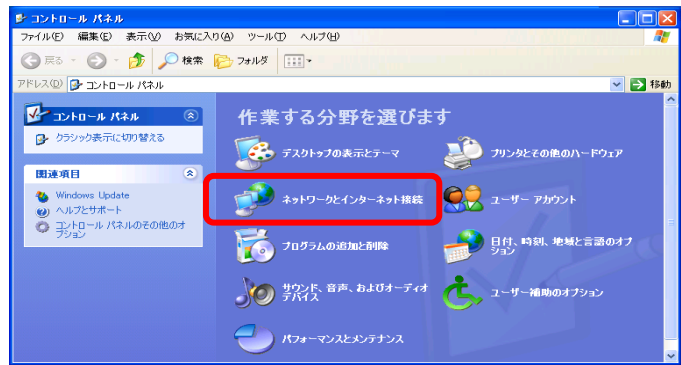 コントロール パネル
ファイル(F) 編集(E) 表示(V) お気に入り(A) ツール(T) ヘルプ(H)
戻る 検索 フォルダ
アドレス(D) コントロール パネル 移動
コントロール パネル
クラシック表示に切り替える
関連項目
Windows Update
ヘルプとサポート
コントロール パネルのその他のオ
プション
作業する分野を選びます
デスクトップの表示とテーマ
プリンタとその他のハードウェア
ネットワークとインターネット接続
ユーザー アカウント
プログラムの追加と削除
日付、時刻、地域と言語のオプ
ション
サウンド、音声、およびオーディオ
デバイス
ユーザー補助のオプション
パフォーマンスとメンテナンス